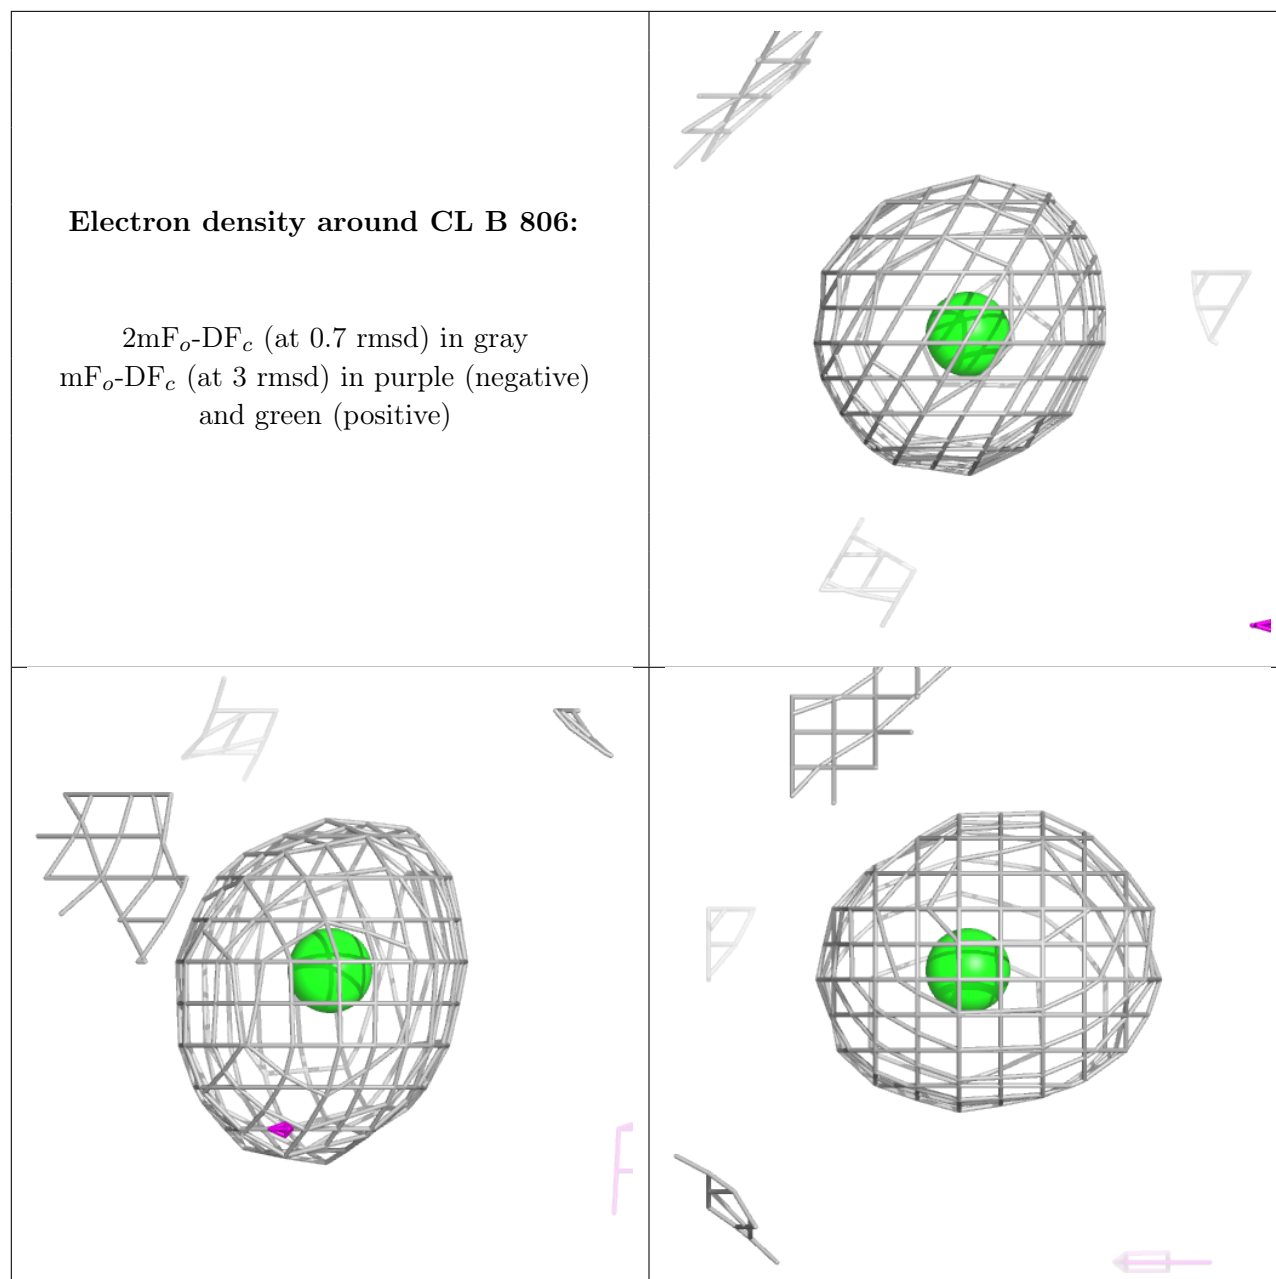 Electron density around CL B 806:
2mFo-DFc (at 0.7 rmsd) in gray
mFo-DFc (at 3 rmsd) in purple (negative)
and green (positive)